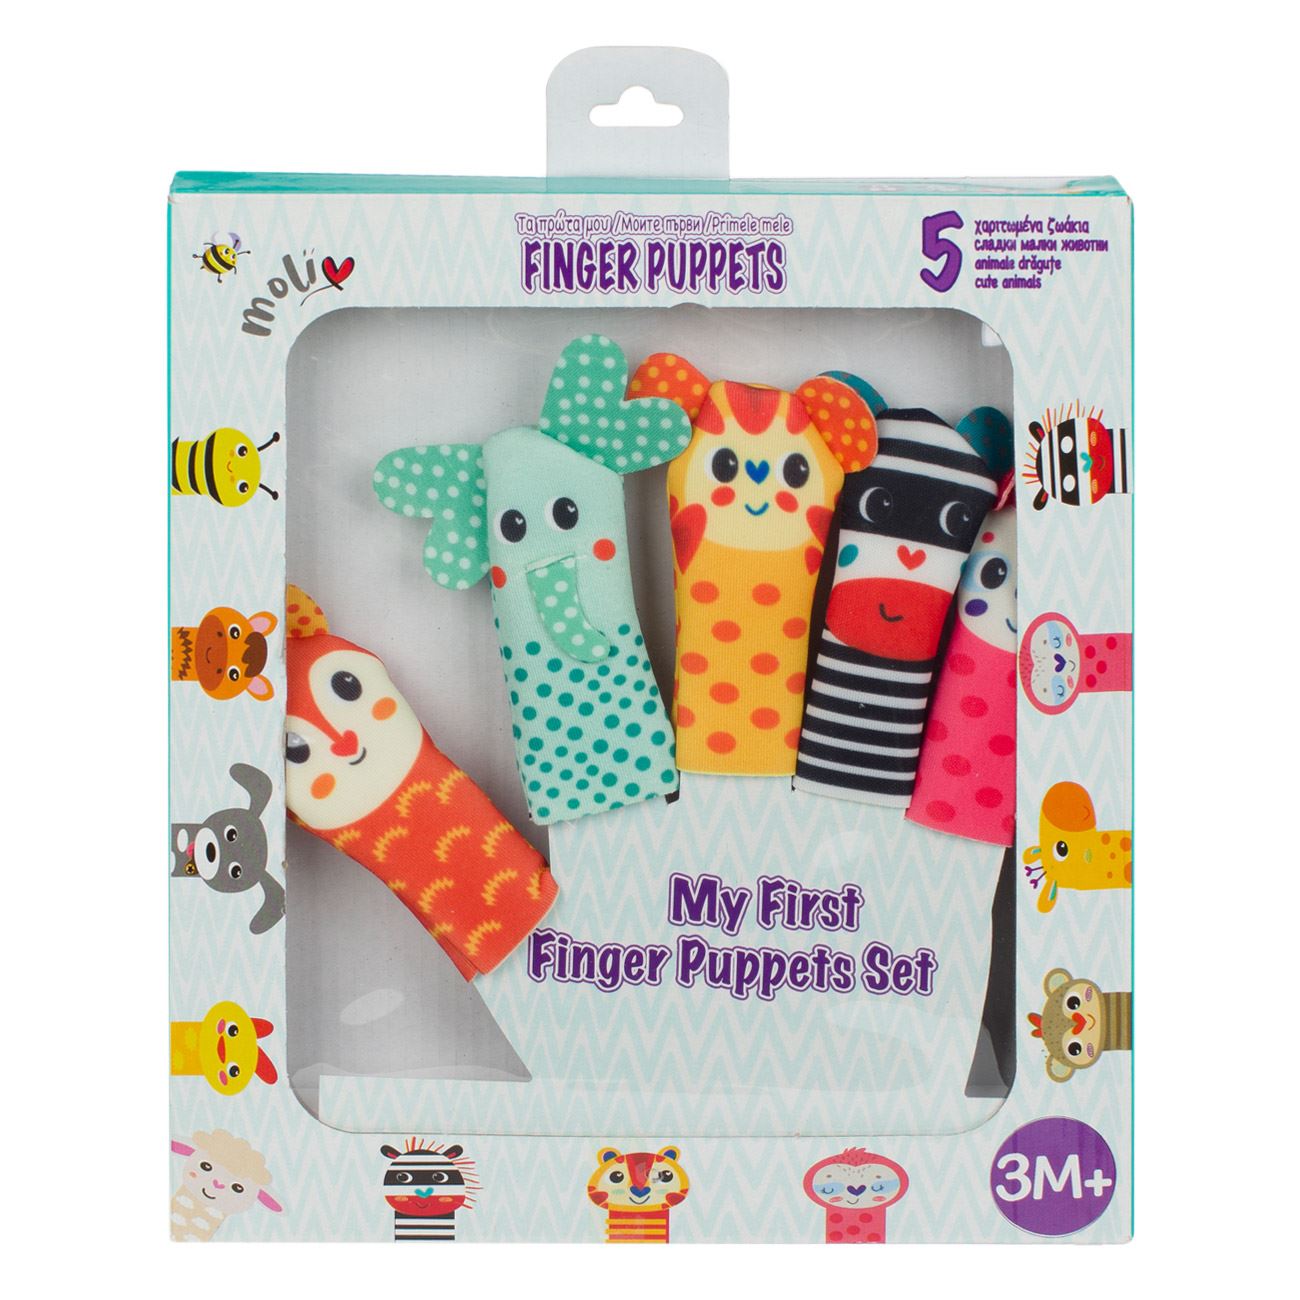 moli
Τα πρώτα μου/Моите първи/Primele mele
FINGER PUPPETS
5
χαριτωμένα ζωάκια
сладки малки животни
animale drăguțe
cute animals
My First
Finger Puppets Set
3M+